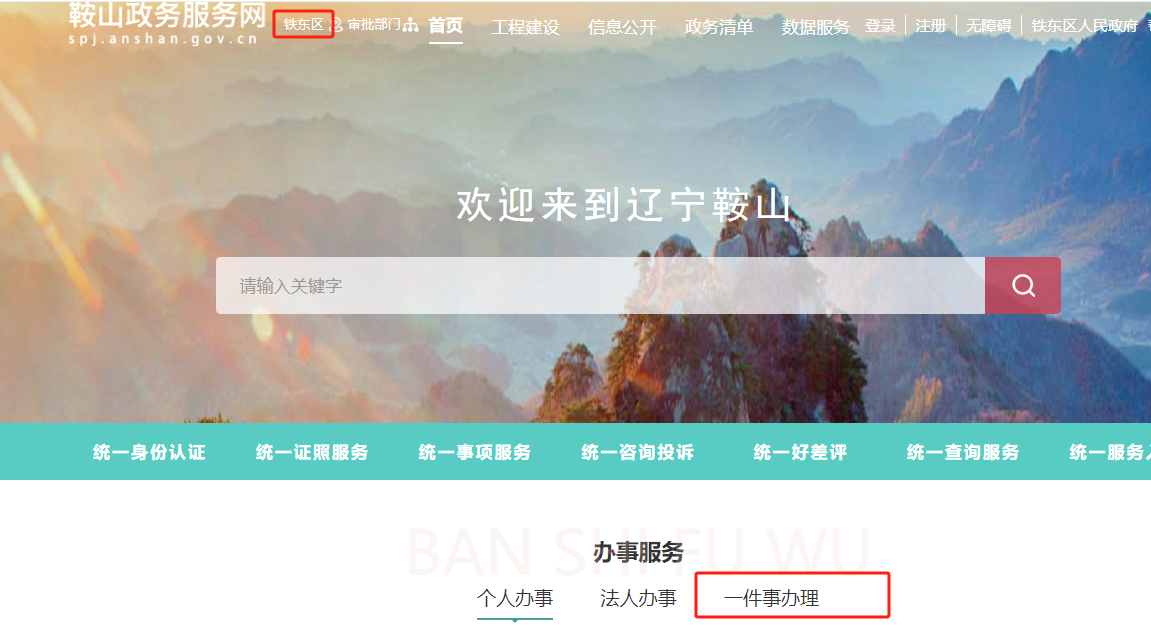 鞍山政务服务网
spj.anshan.gov.cn
铁东区 审批部门 首页 工程建设 信息公开 政务清单 数据服务 登录 注册 无障碍 铁东区人民政府
欢迎来到辽宁鞍山
请输入关键字
统一身份认证 统一证照服务 统一事项服务 统一咨询投诉 统一好差评 统一查询服务 统一服务
BAN SHI FU WU
办事服务
个人办事 法人办事 一件事办理